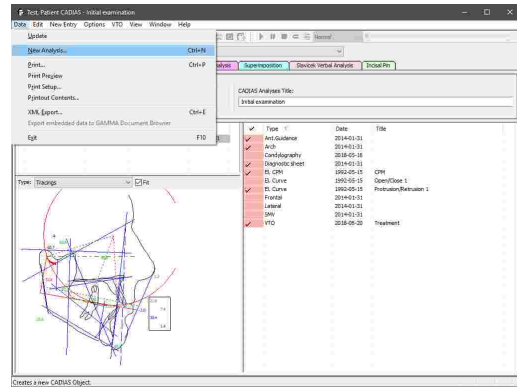 Test, Patient CADIAS - Initial examination
Data Edit New Entry Options VTO View Window Help
Update
New Analysis... Ctrl+N
Print... Ctrl+P
Print Preview
Print Setup...
Printout Contents...
XML Export... Ctrl+E
Export embedded data to GAMMA Document Browser
Exit F10
Normal
Superimposition Slavicek Verbal Analysis Incisal Pin
CADIAS Analyses Title:
Initial examination
Type Date Title
Ant.Guidance 2014-01-31
Arch 2014-01-31
Condylography 2018-05-16
Diagnostic sheet 2014-01-31
El. CPM 1992-05-15 CPM
El. Curve 1992-05-15 Open/Close 1
El. Curve 1992-05-15 Protrusion/Retrusion 1
Frontal 2014-01-31
Lateral 2014-01-31
SMV 2014-01-31
VTO 2018-05-20 Treatment
Type: Tracings Fit
Creates a new CADIAS Object.